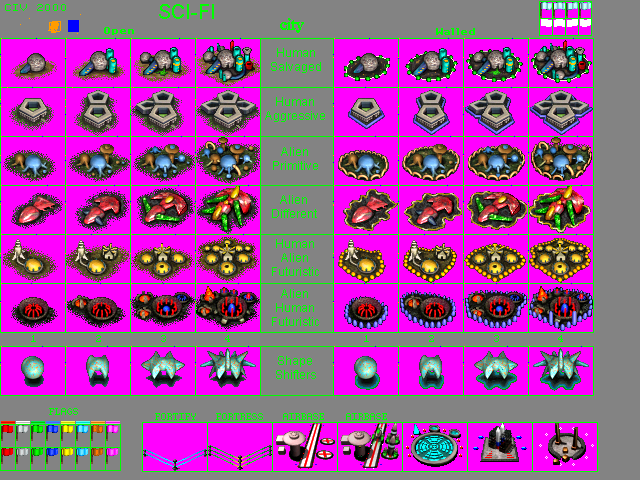 SCI-FI
city
Open
Walled
Human
Salvaged
Human
Aggressive
Alien
Primitive
Alien
Different
Human
Alien
Futuristic
Alien
Human
Futuristic
1 2 3 4
1 2 3 4
Shape
Shifters
FLAGS
FORTIFY FORTRESS AIRBASE AIRBASE